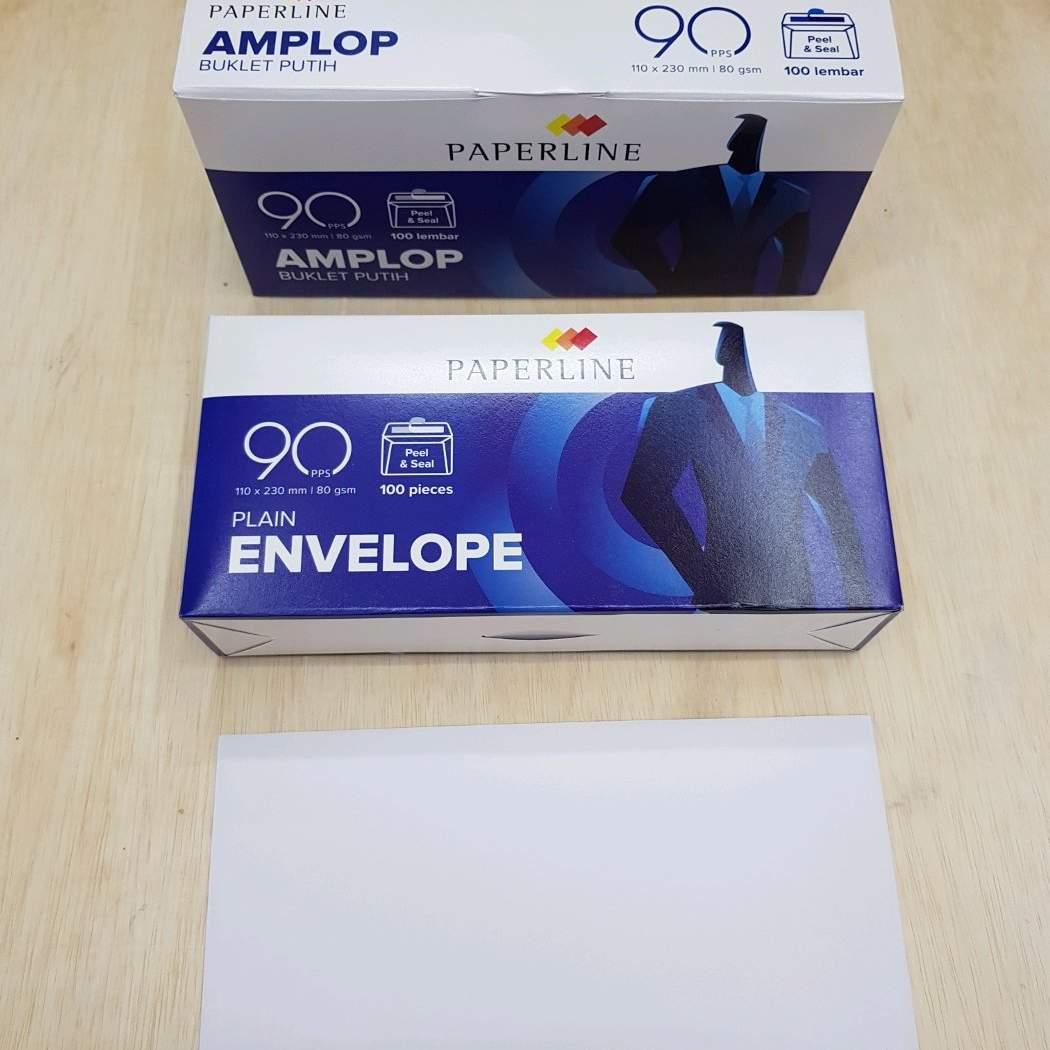 PAPERLINE
AMPLOP
BUKLET PUTIH
90 PPS
110 x 230 mm | 80 gsm
Peel
& Seal
100 lembar
PAPERLINE
90 PPS
110 x 230 mm | 80 gsm
Peel
& Seal
100 lembar
AMPLOP
BUKLET PUTIH
PAPERLINE
90 PPS
110 x 230 mm | 80 gsm
Peel
& Seal
100 pieces
PLAIN
ENVELOPE